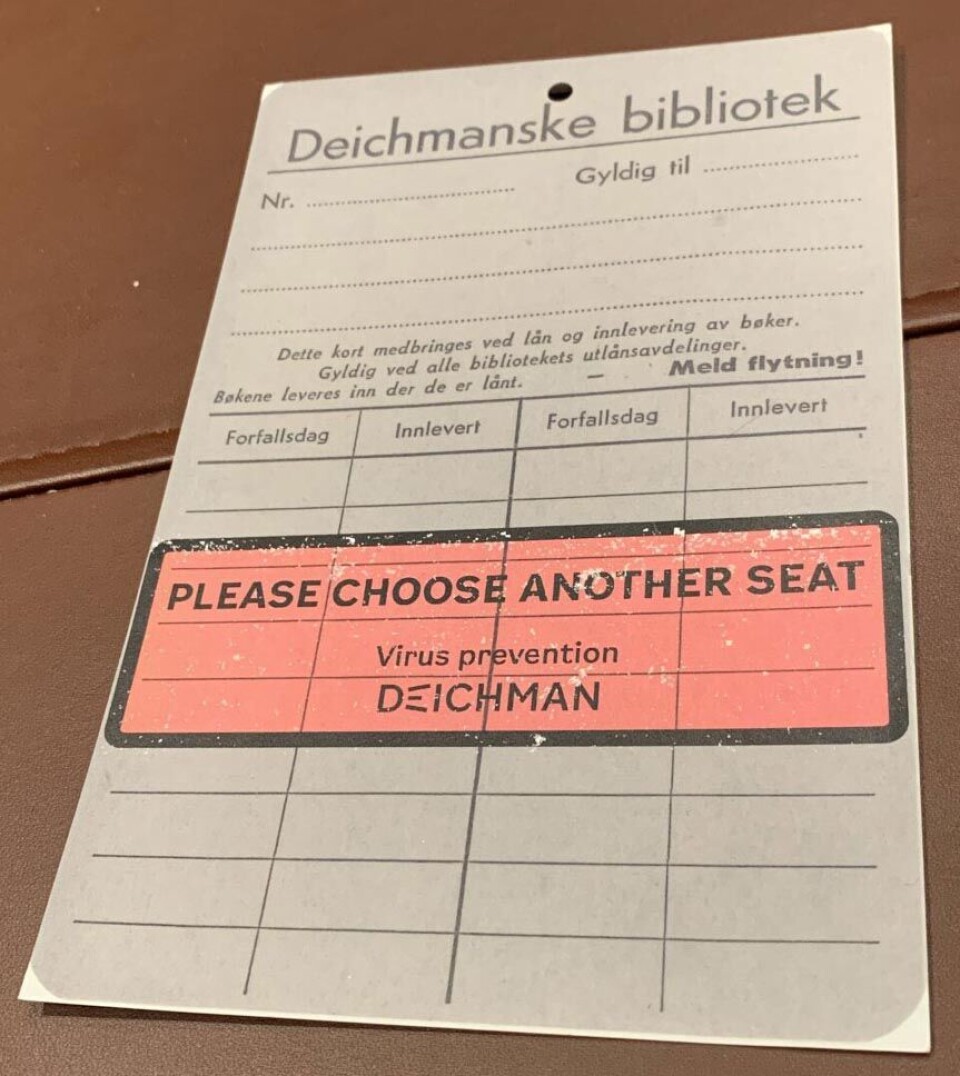 Deichmanske bibliotek
Nr. ........................ Gyldig til ........................
Dette kort medbringes ved lån og innlevering av bøker.
Gyldig ved alle bibliotekets utlånsavdelinger.
Bøkene leveres inn der de er lånt. — Meld flytning!
Forfallsdag Innlevert Forfallsdag Innlevert
PLEASE CHOOSE ANOTHER SEAT
Virus prevention
DEICHMAN